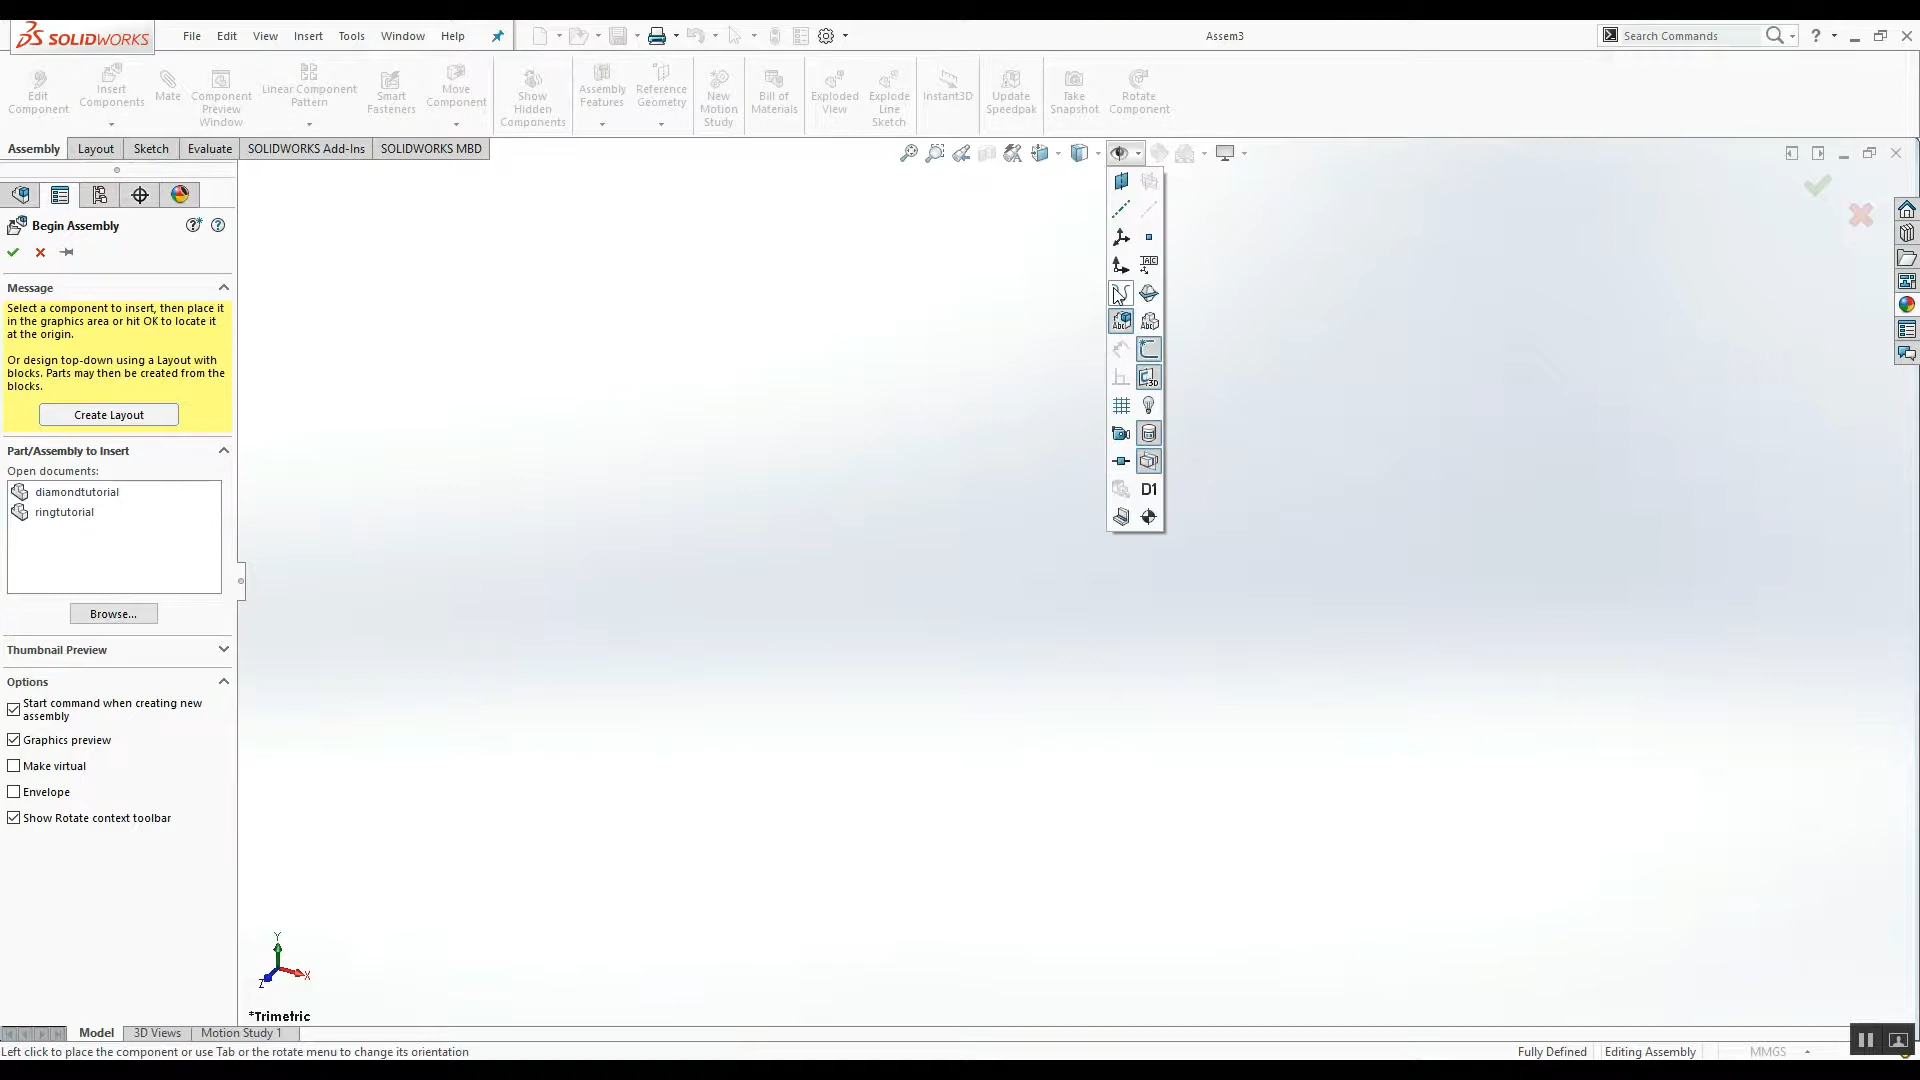 SOLIDWORKS
File Edit View Insert Tools Window Help
Assem3
Search Commands
?
Edit Component
Insert Components
Mate
Component Preview Window
Linear Component Pattern
Smart Fasteners
Move Component
Show Hidden Components
Assembly Features
Reference Geometry
New Motion Study
Bill of Materials
Exploded View
Explode Line Sketch
Instant3D
Update Speedpak
Take Snapshot
Rotate Component
Assembly Layout Sketch Evaluate SOLIDWORKS Add-Ins SOLIDWORKS MBD
Begin Assembly
Message
Select a component to insert, then place it
in the graphics area or hit OK to locate it
at the origin.
Or design top-down using a Layout with
blocks. Parts may then be created from the
blocks.
Create Layout
Part/Assembly to Insert
Open documents:
diamondtutorial
ringtutorial
Browse...
Thumbnail Preview
Options
Start command when creating new
assembly
Graphics preview
Make virtual
Envelope
Show Rotate context toolbar
Abc Abc
3D
D1
Y
X
Z
*Trimetric
Model 3D Views Motion Study 1
Left click to place the component or use Tab or the rotate menu to change its orientation
Fully Defined Editing Assembly MMGS